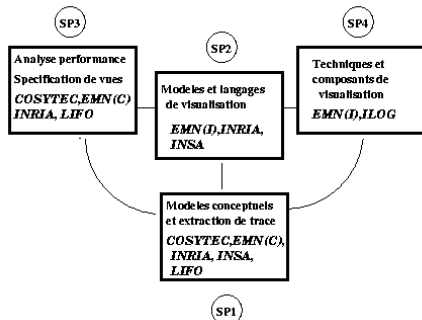 SP3
SP2
SP4
Analyse performance
Specification de vues
COSYTEC,EMN(C)
INRIA, LIFO
Modeles et langages
de visualisation
EMN(I),INRIA,
INSA
Techniques et
composants de
visualisation
EMN(I),ILOG
Modeles conceptuels
et extraction de trace
COSYTEC,EMN(C),
INRIA, INSA,
LIFO
SP1